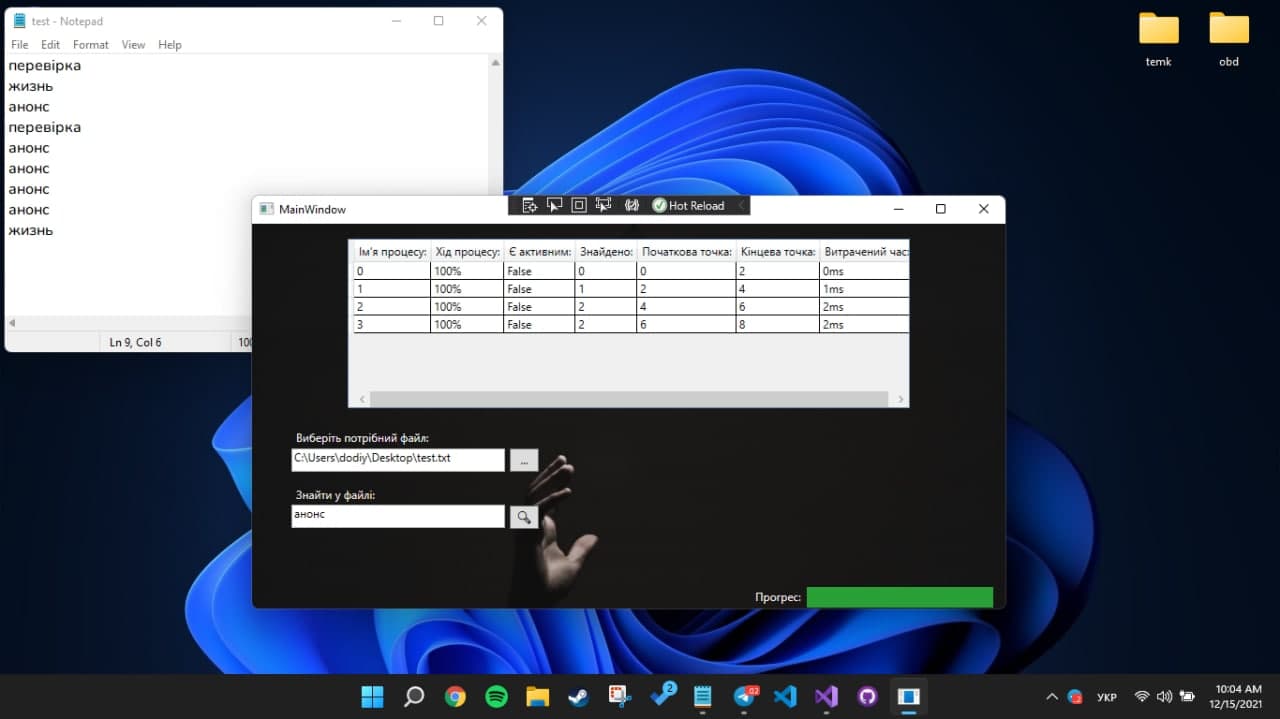 test - Notepad
File Edit Format View Help
перевірка
жизнь
анонс
перевірка
анонс
анонс
анонс
анонс
жизнь
Ln 9, Col 6
100
temk
obd
MainWindow
Hot Reload
Ім'я процесу: Хід процесу: Є активним: Знайдено: Початкова точка: Кінцева точка: Витрачений час:
0 100% False 0 0 2 0ms
1 100% False 1 2 4 1ms
2 100% False 2 4 6 2ms
3 100% False 2 6 8 2ms
Виберіть потрібний файл:
C:\Users\dodiy\Desktop\test.txt
...
Знайти у файлі:
анонс
Прогрес:
2
02
УКР
10:04 AM
12/15/2021